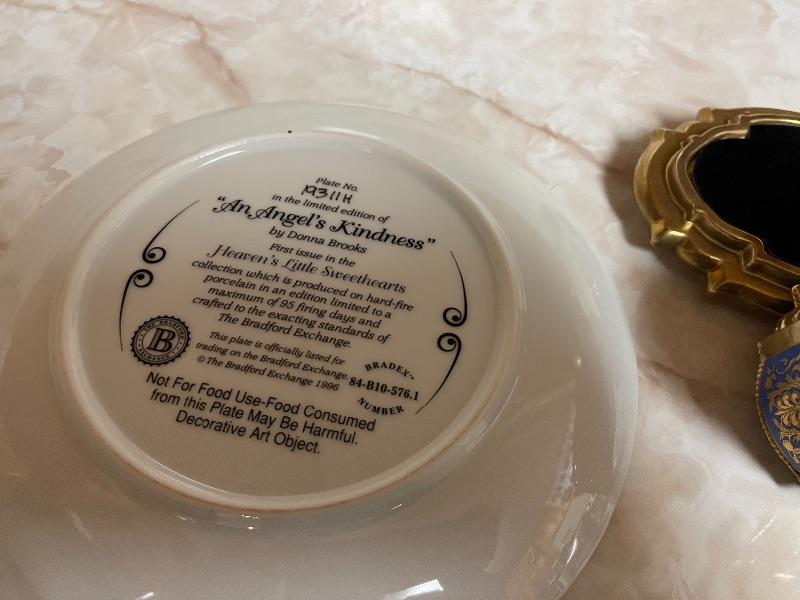 Plate No.
19311H
in the limited edition of
"An Angel's Kindness"
by Donna Brooks
First issue in the
Heaven's Little Sweethearts
collection which is produced on hard-fire
porcelain in an edition limited to a
maximum of 95 firing days and
crafted to the exacting standards of
The Bradford Exchange.
This plate is officially listed for
trading on the Bradford Exchange.
© The Bradford Exchange 1996
THE BRADFORD
B
EXCHANGE
BRADEX
84-B10-576.1
NUMBER
Not For Food Use-Food Consumed
from this Plate May Be Harmful.
Decorative Art Object.